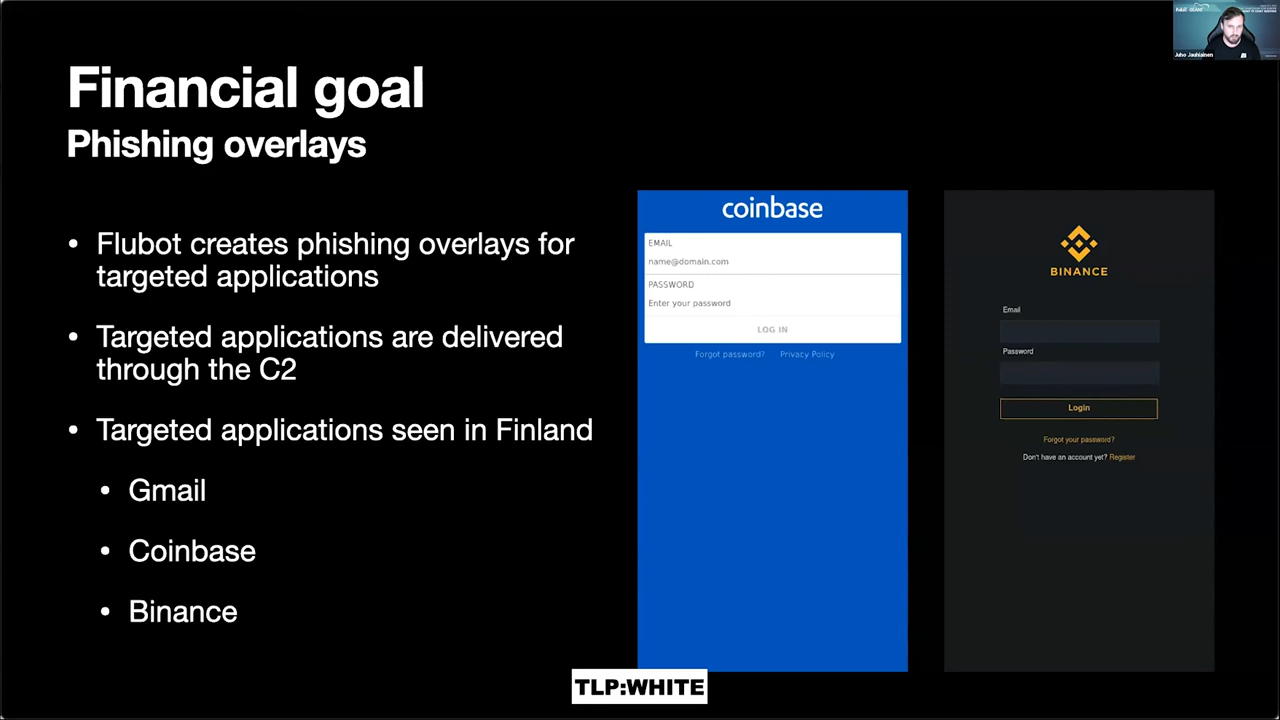 Financial goal
Phishing overlays
• Flubot creates phishing overlays for
targeted applications
• Targeted applications are delivered
through the C2
• Targeted applications seen in Finland
• Gmail
• Coinbase
• Binance
coinbase
EMAIL
name@domain.com
PASSWORD
Enter your password
LOG IN
Forgot password? Privacy Policy
BINANCE
Email
Password
Login
Forgot your password?
Don't have an account yet? Register
TLP:WHITE
Juho Jauhiainen